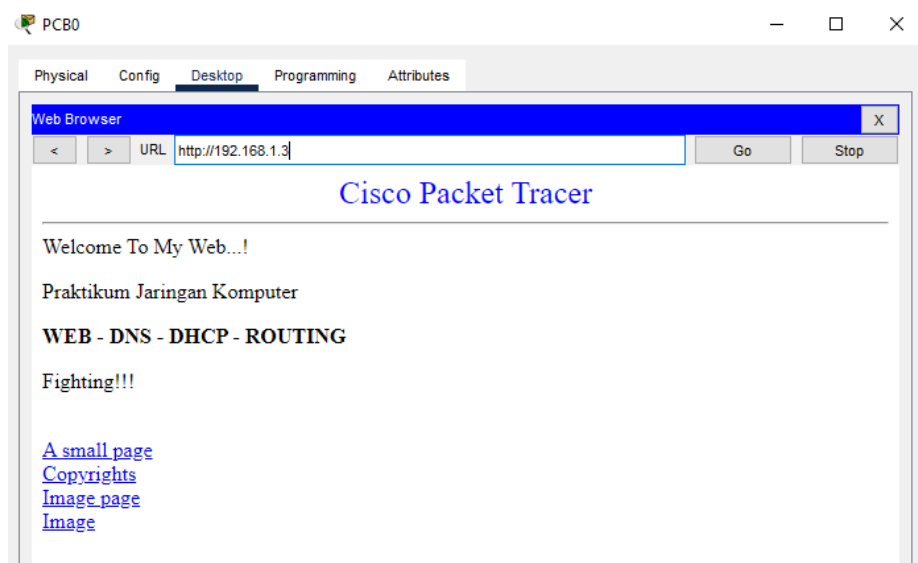 PCB0
Physical Config Desktop Programming Attributes
Web Browser X
< > URL http://192.168.1.3 Go Stop
Cisco Packet Tracer
Welcome To My Web...!
Praktikum Jaringan Komputer
WEB - DNS - DHCP - ROUTING
Fighting!!!
A small page
Copyrights
Image page
Image